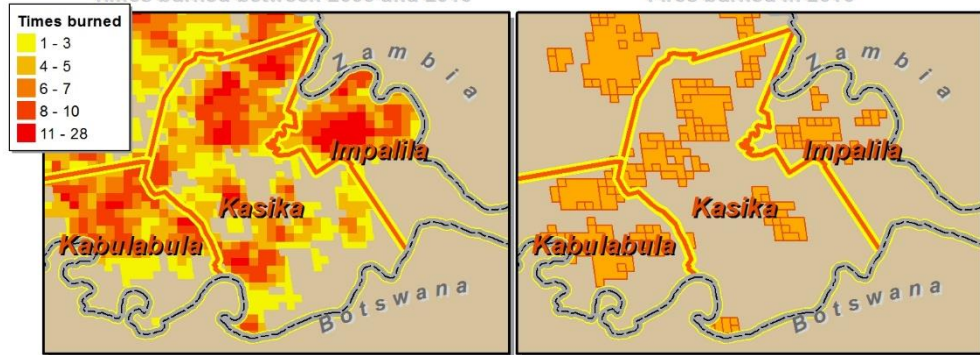 Times burned
1 - 3
4 - 5
6 - 7
8 - 10
11 - 28
Zambia
Impalila
Kasika
Kabulabula
Botswana
Zambia
Impalila
Kasika
Kabulabula
Botswana